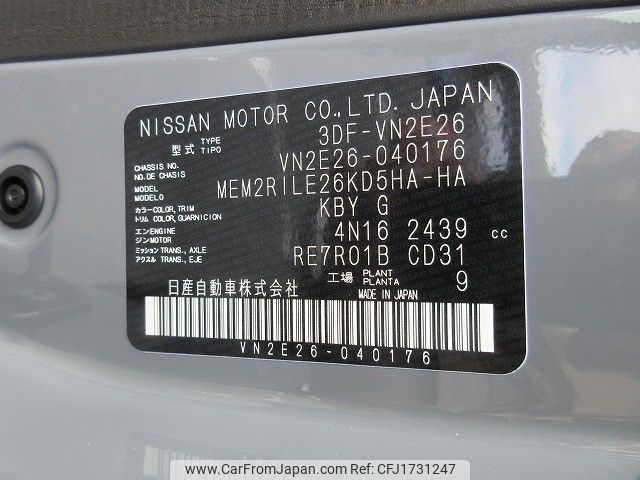 NISSAN MOTOR CO.,LTD. JAPAN
型式 TYPE TIPO 3DF-VN2E26
CHASSIS NO. NO.DE CHASIS VN2E26-040176
MODEL MODELO MEM2R1LE26KD5HA-HA
カラー COLOR,TRIM トリム COLOR,GUARNICION KBY G
エンジン ENGINE MOTOR 4N16 2439 cc
ミッション TRANS., AXLE アクスル TRANS., EJE RE7R01B CD31
工場 PLANT PLANTA 9
日産自動車株式会社 MADE IN JAPAN
VN2E26-040176
www.CarFromJapan.com | CAR FROM JAPAN | CFJ1731247